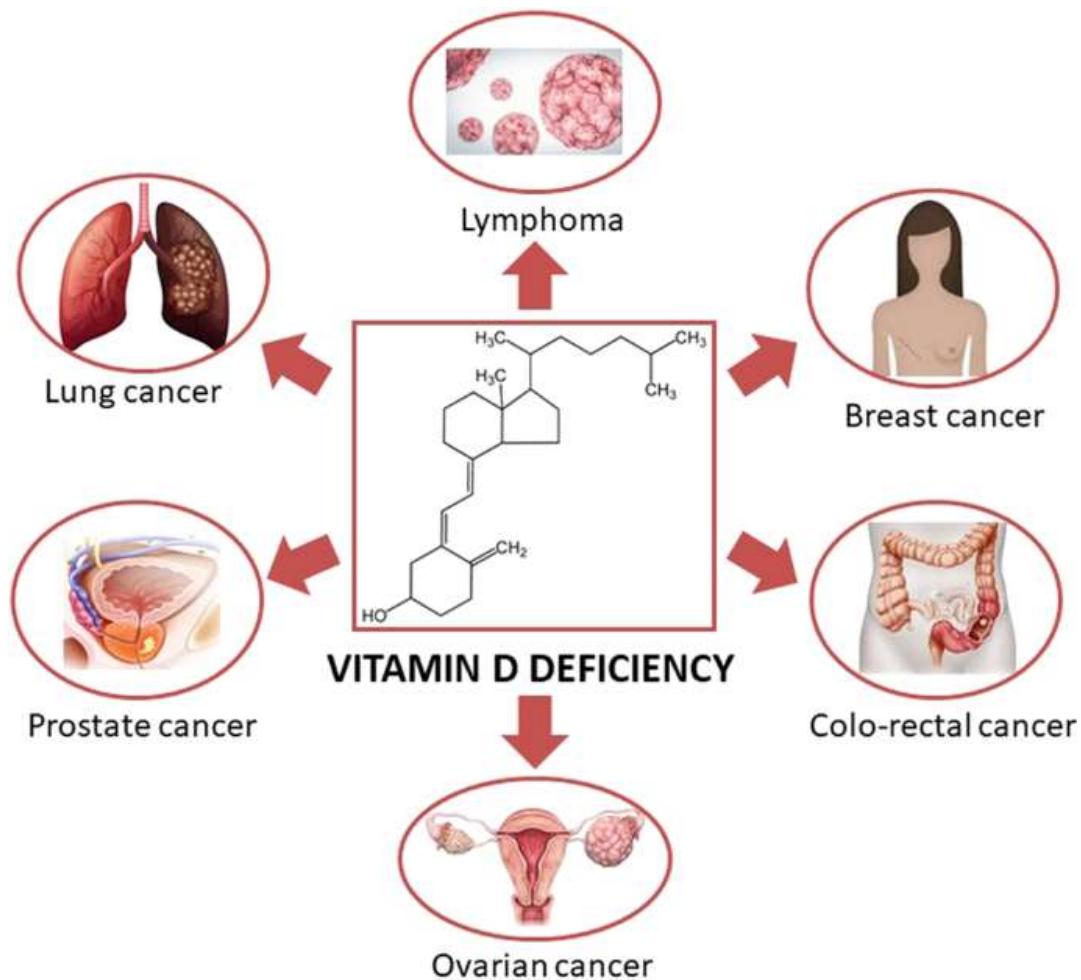 Lymphoma
Lung cancer
Breast cancer
H₃C
CH₃
H₃C
CH₃
CH₂
HO
VITAMIN D DEFICIENCY
Prostate cancer
Colo-rectal cancer
Ovarian cancer